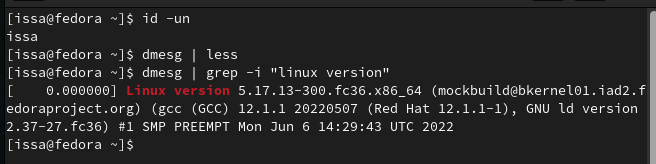 [issa@fedora ~]$ id -un
issa
[issa@fedora ~]$ dmesg | less
[issa@fedora ~]$ dmesg | grep -i "linux version"
[    0.000000] Linux version 5.17.13-300.fc36.x86_64 (mockbuild@bkernel01.iad2.f
edoraproject.org) (gcc (GCC) 12.1.1 20220507 (Red Hat 12.1.1-1), GNU ld version
2.37-27.fc36) #1 SMP PREEMPT Mon Jun 6 14:29:43 UTC 2022
[issa@fedora ~]$